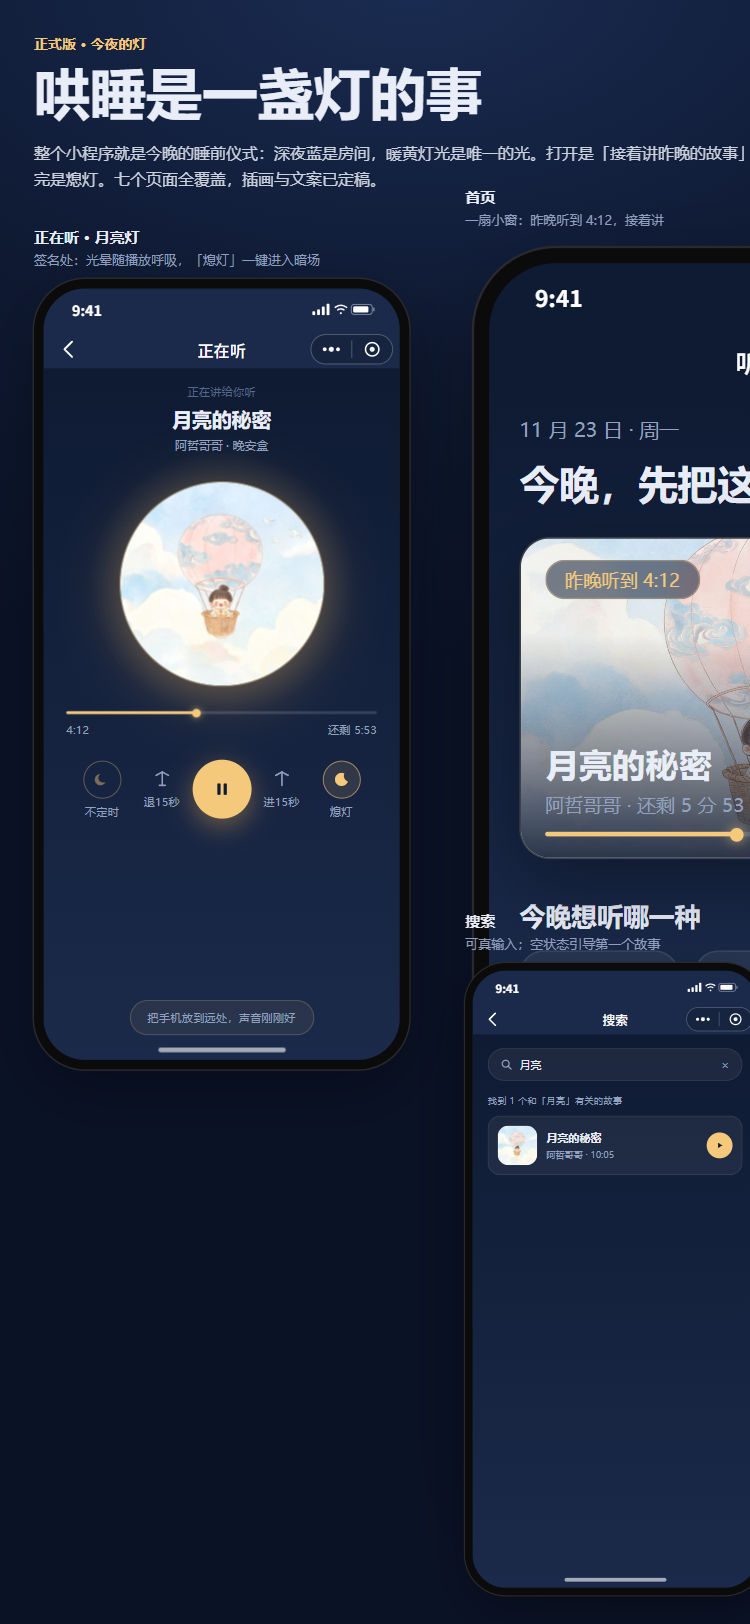 正式版 • 今夜的灯
哄睡是一盏灯的事
整个小程序就是今晚的睡前仪式：深夜蓝是房间，暖黄灯光是唯一的光。打开是「接着讲昨晚的故事」
完是熄灯。七个页面全覆盖，插画与文案已定稿。
正在听 • 月亮灯
签名处：光晕随播放呼吸，「熄灯」一键进入暗场
9:41
正在听
正在讲给你听
月亮的秘密
阿哲哥哥 · 晚安盒
4:12
还剩 5:53
不定时
退15秒
进15秒
熄灯
把手机放到远处，声音刚刚好
首页
一扇小窗：昨晚听到 4:12，接着讲
9:41
11 月 23 日 · 周一
今晚，先把这
昨晚听到 4:12
月亮的秘密
阿哲哥哥 · 还剩 5 分 53
今晚想听哪一种
搜索
可真输入；空状态引导第一个故事
9:41
搜索
月亮
找到 1 个和「月亮」有关的故事
月亮的秘密
阿哲哥哥 · 10:05